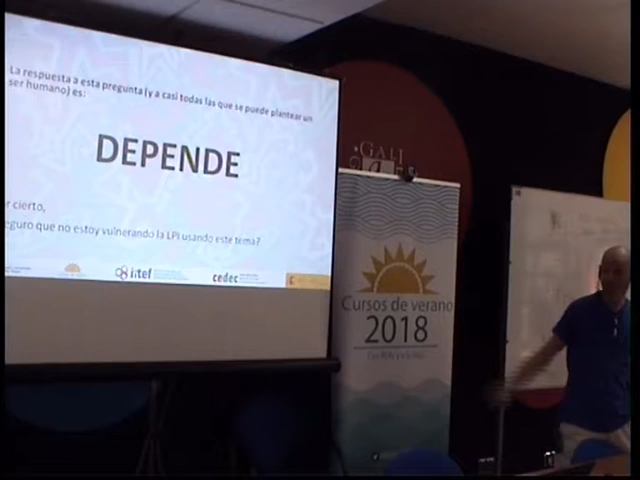 La respuesta a esta pregunta (y a casi todas las que se puede plantear un
ser humano) es:
DEPENDE
r cierto,
eguro que no estoy vulnerando la LPI usando este tema?
intef
cedec
GALI
Cursos de verano
2018